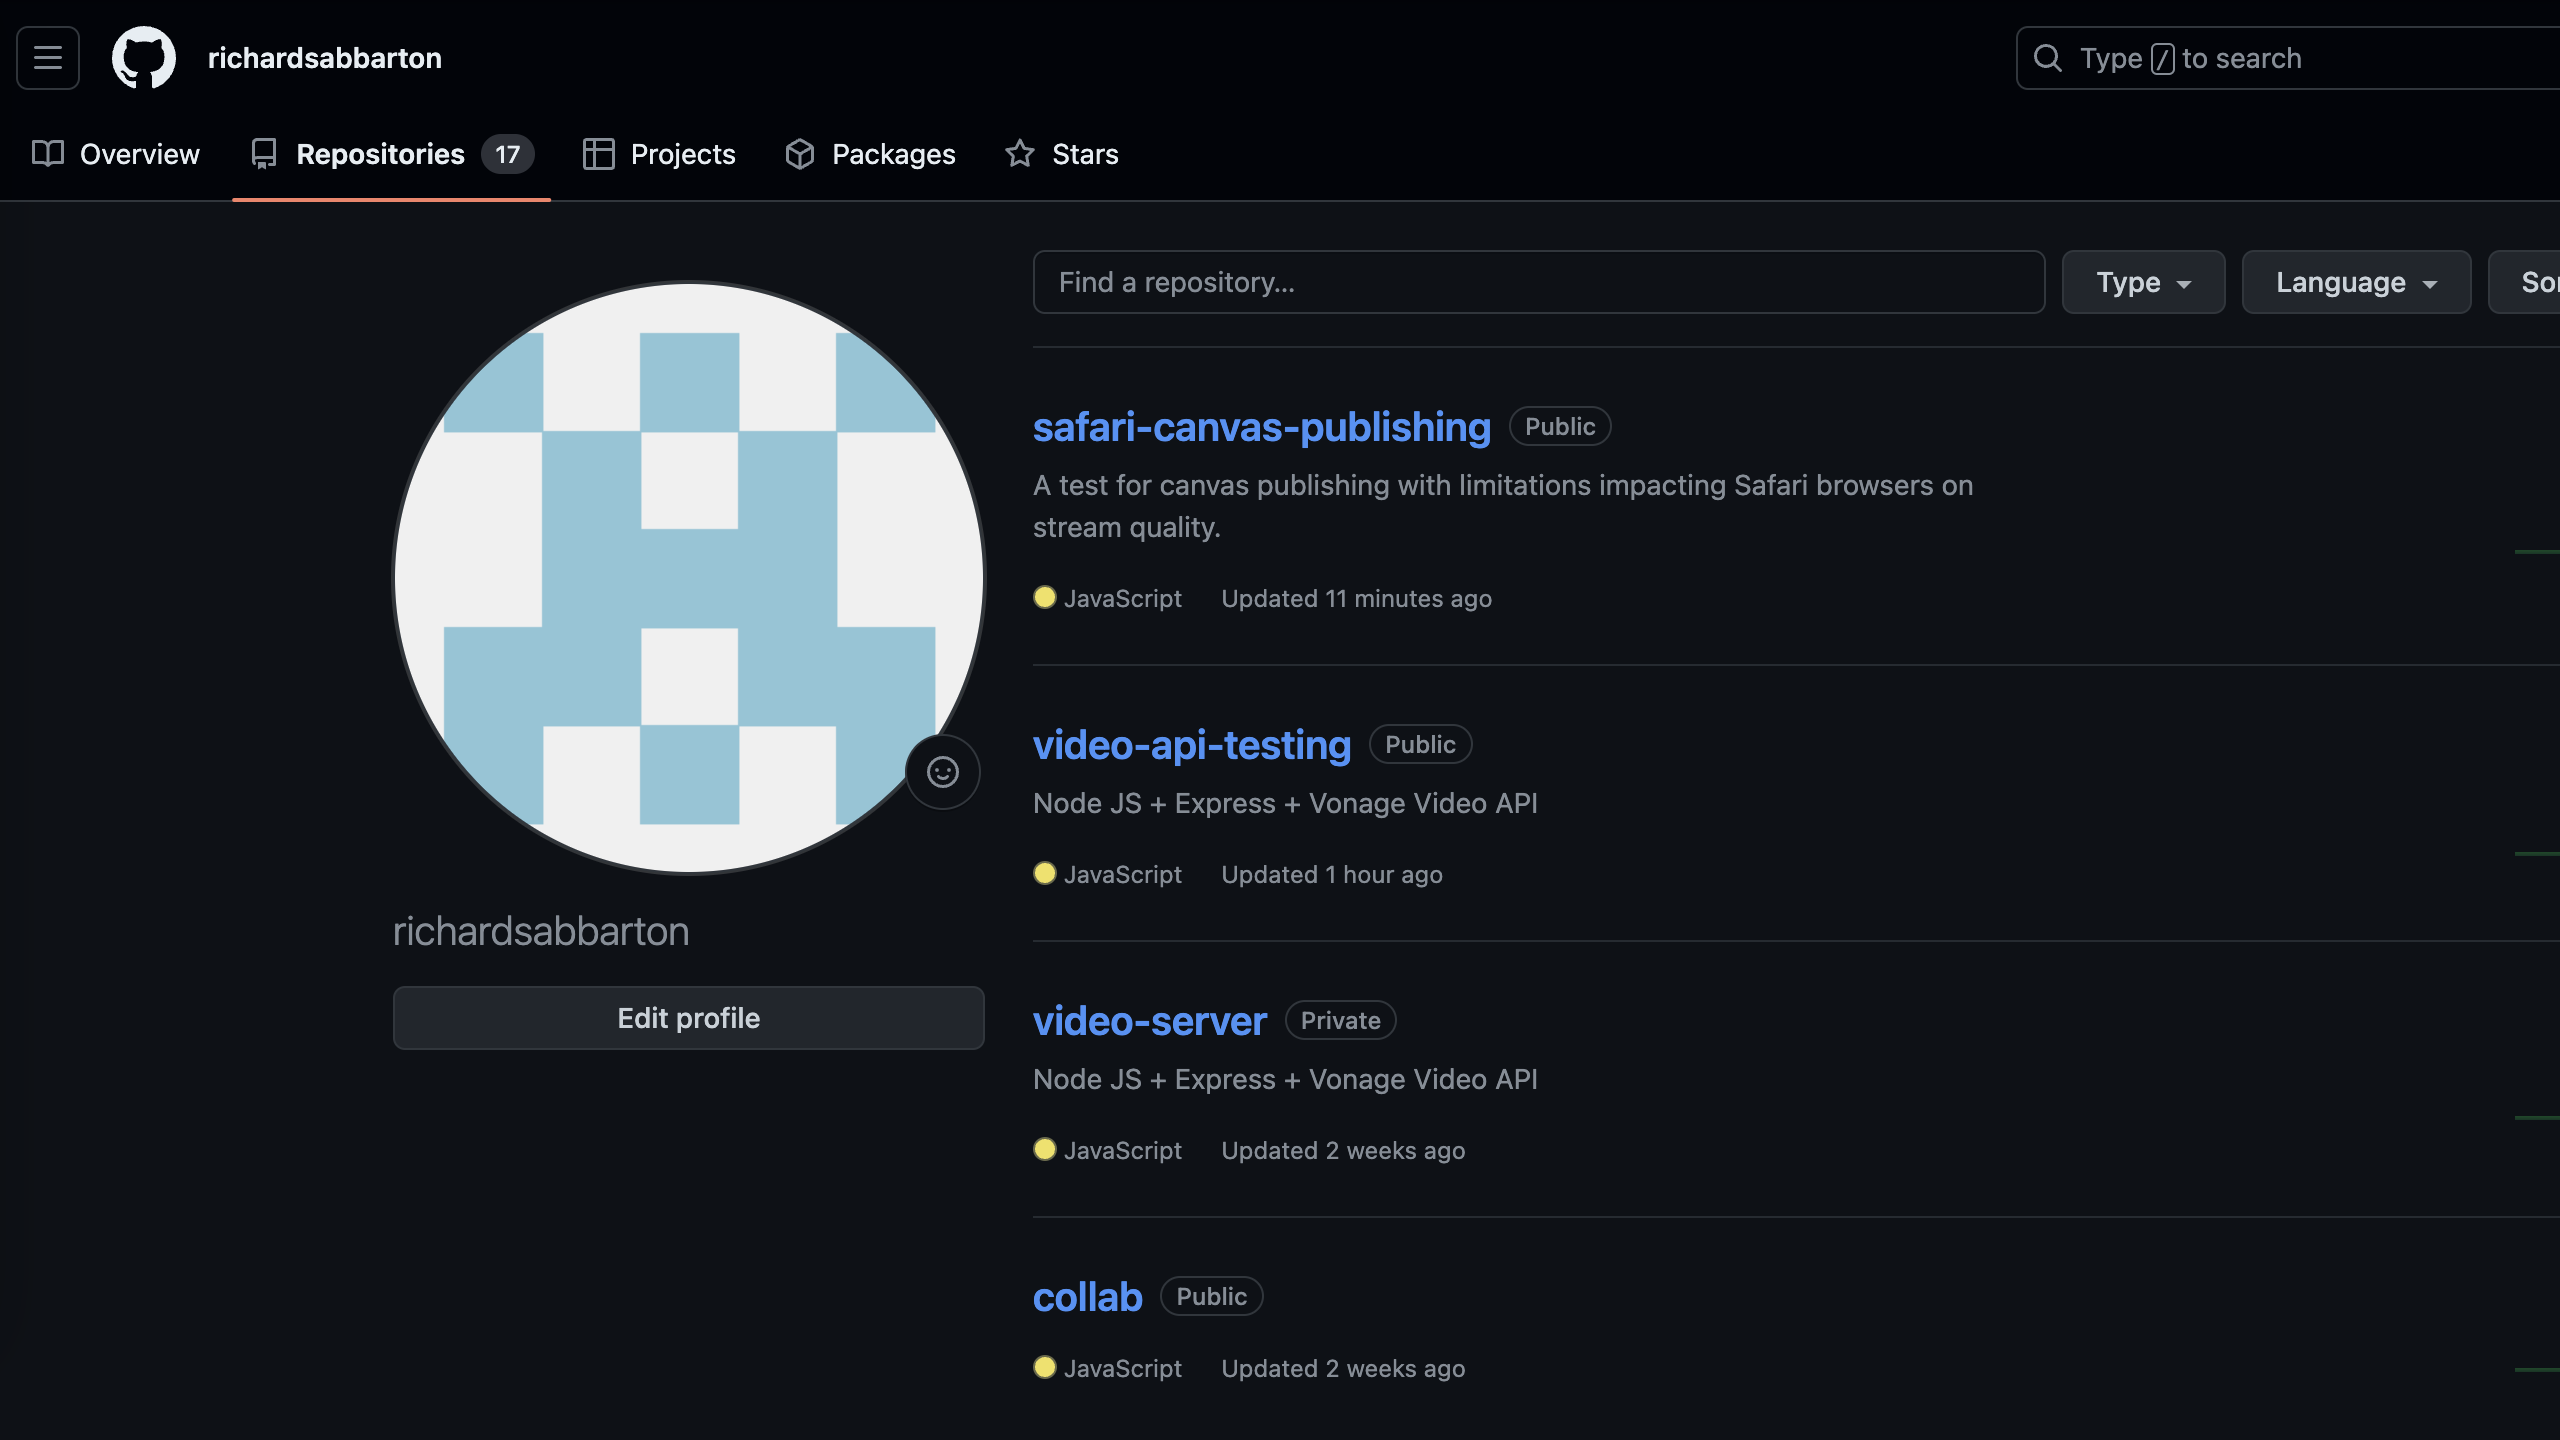 richardsabbarton
Type / to search
Overview
Repositories 17
Projects
Packages
Stars
richardsabbarton
Edit profile
Find a repository...
Type
Language
safari-canvas-publishing Public
A test for canvas publishing with limitations impacting Safari browsers on
stream quality.
JavaScript Updated 11 minutes ago
video-api-testing Public
Node JS + Express + Vonage Video API
JavaScript Updated 1 hour ago
video-server Private
Node JS + Express + Vonage Video API
JavaScript Updated 2 weeks ago
collab Public
JavaScript Updated 2 weeks ago